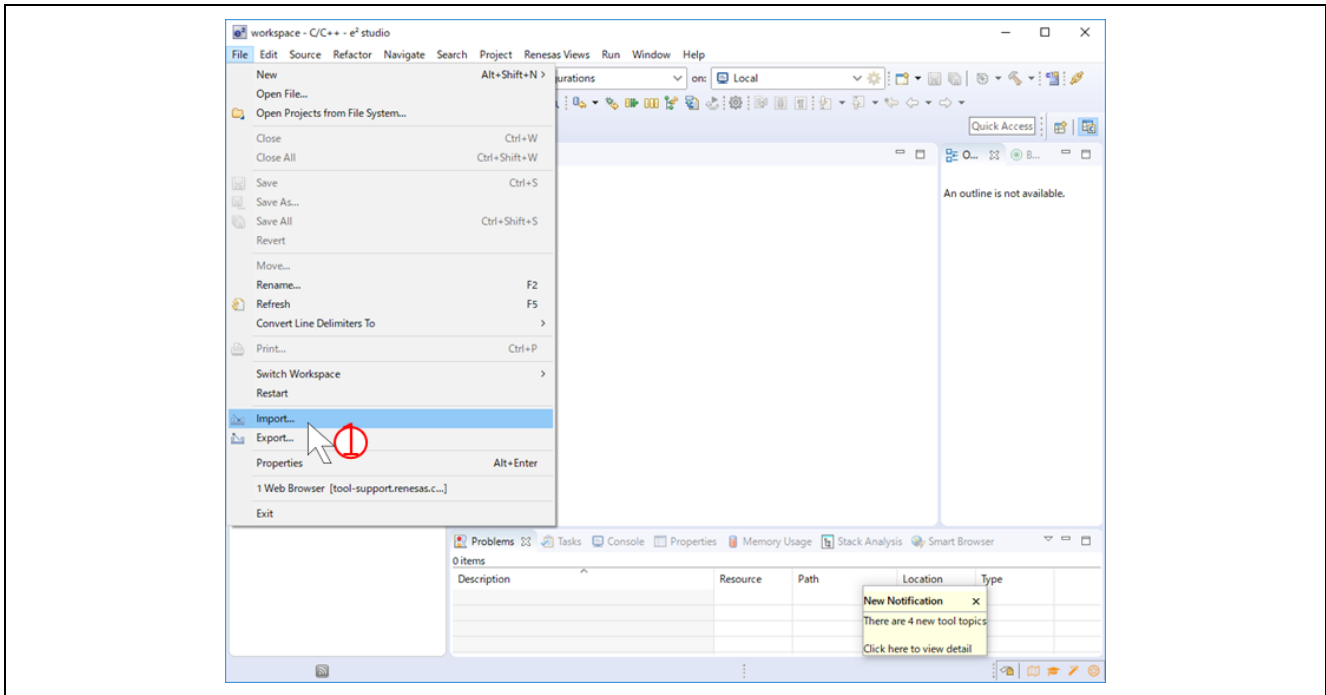 workspace - C/C++ - e² studio
File Edit Source Refactor Navigate Search Project Renesas Views Run Window Help
New Alt+Shift+N >
urations on: Local
Open File...
Open Projects from File System...
Quick Access
Close Ctrl+W
Close All Ctrl+Shift+W
O... B...
Save Ctrl+S
An outline is not available.
Save As...
Save All Ctrl+Shift+S
Revert
Move...
Rename... F2
Refresh F5
Convert Line Delimiters To >
Print... Ctrl+P
Switch Workspace >
Restart
Import...
Export...
1
Properties Alt+Enter
1 Web Browser [tool-support.renesas.c...]
Exit
Problems Tasks Console Properties Memory Usage Stack Analysis Smart Browser
0 items
Description Resource Path Location Type
New Notification x
There are 4 new tool topics
Click here to view detail